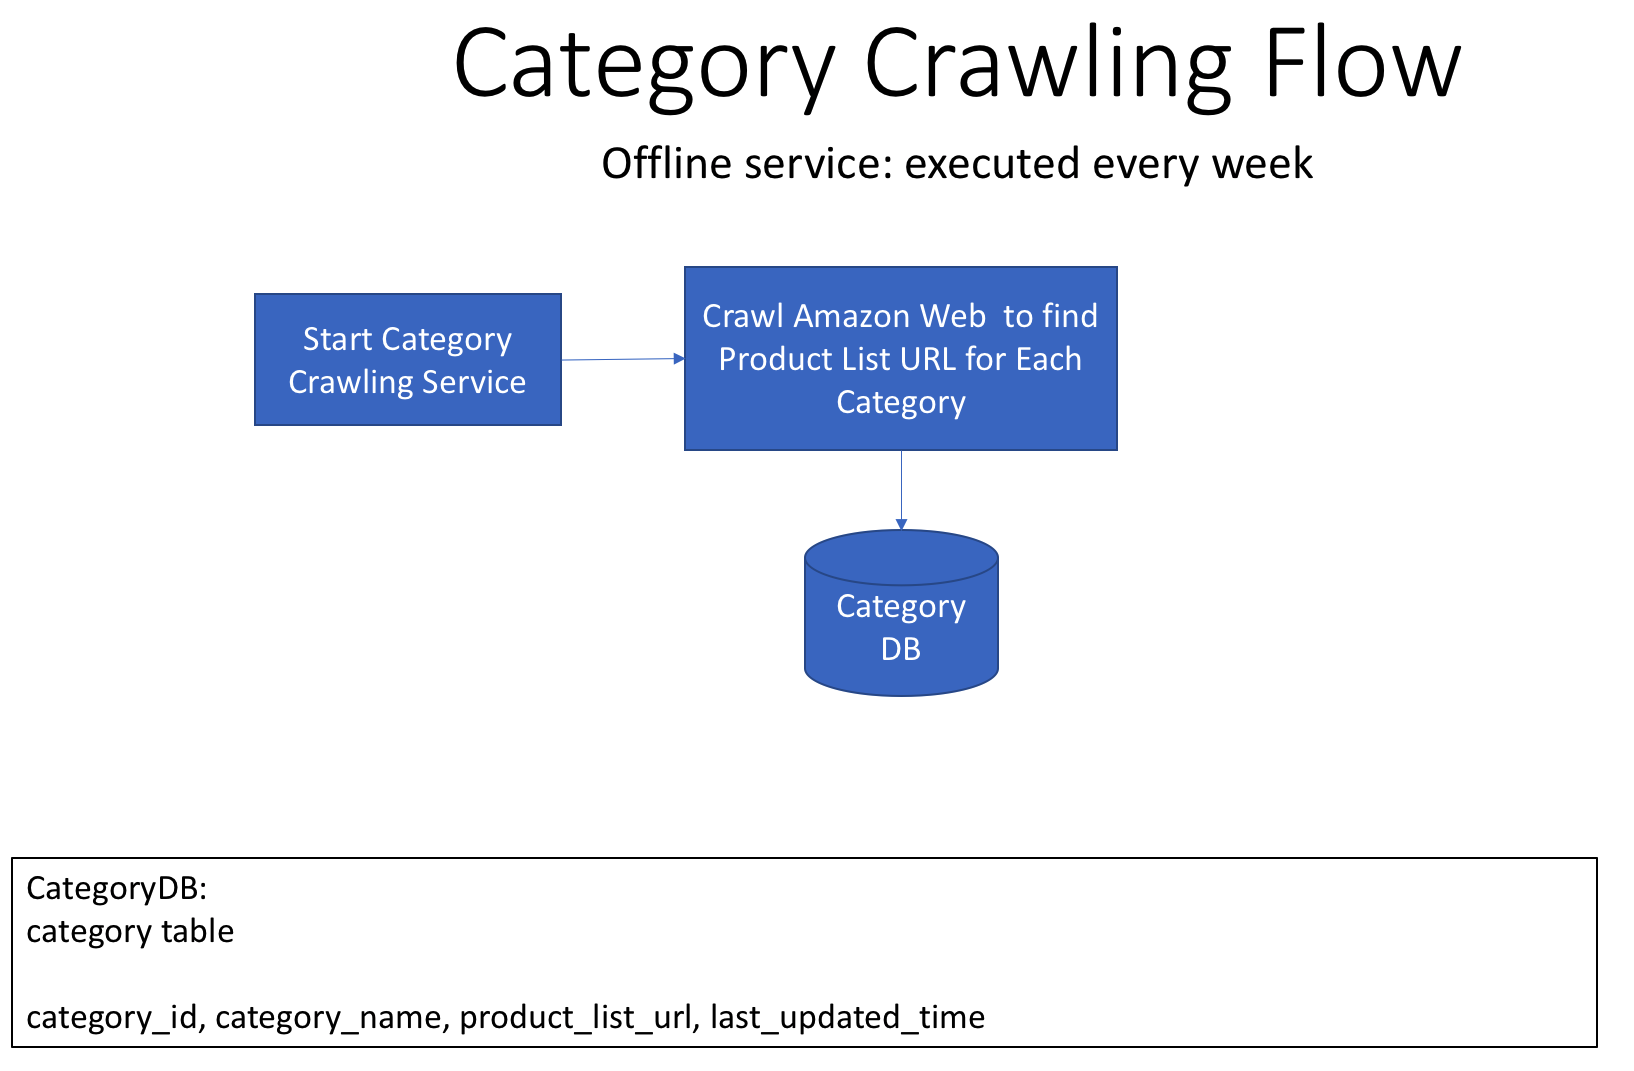 Category Crawling Flow
Offline service: executed every week
Start Category
Crawling Service
Crawl Amazon Web  to find
Product List URL for Each
Category
Category
DB
CategoryDB:
category table
category_id, category_name, product_list_url, last_updated_time